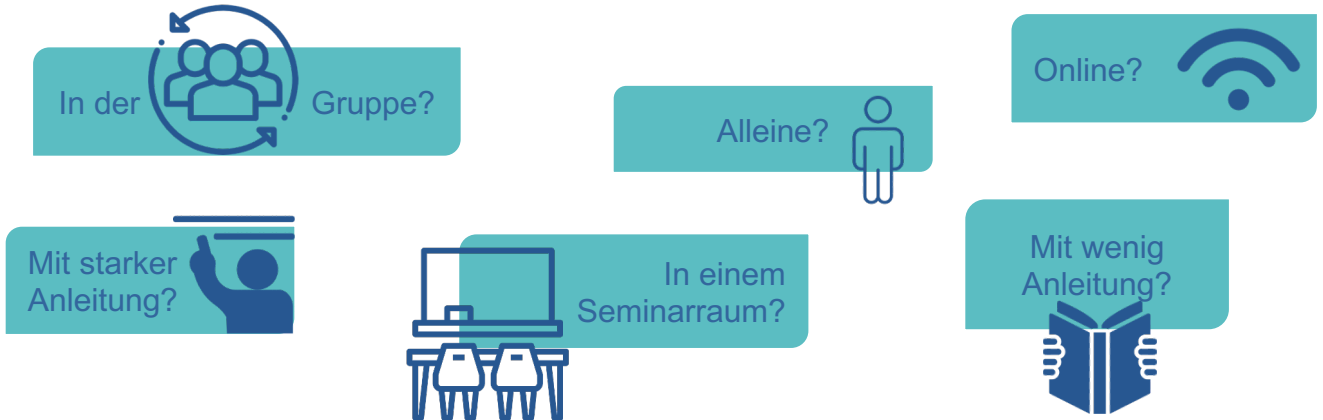 In der Gruppe?
Alleine?
Online?
Mit starker
Anleitung?
In einem
Seminarraum?
Mit wenig
Anleitung?